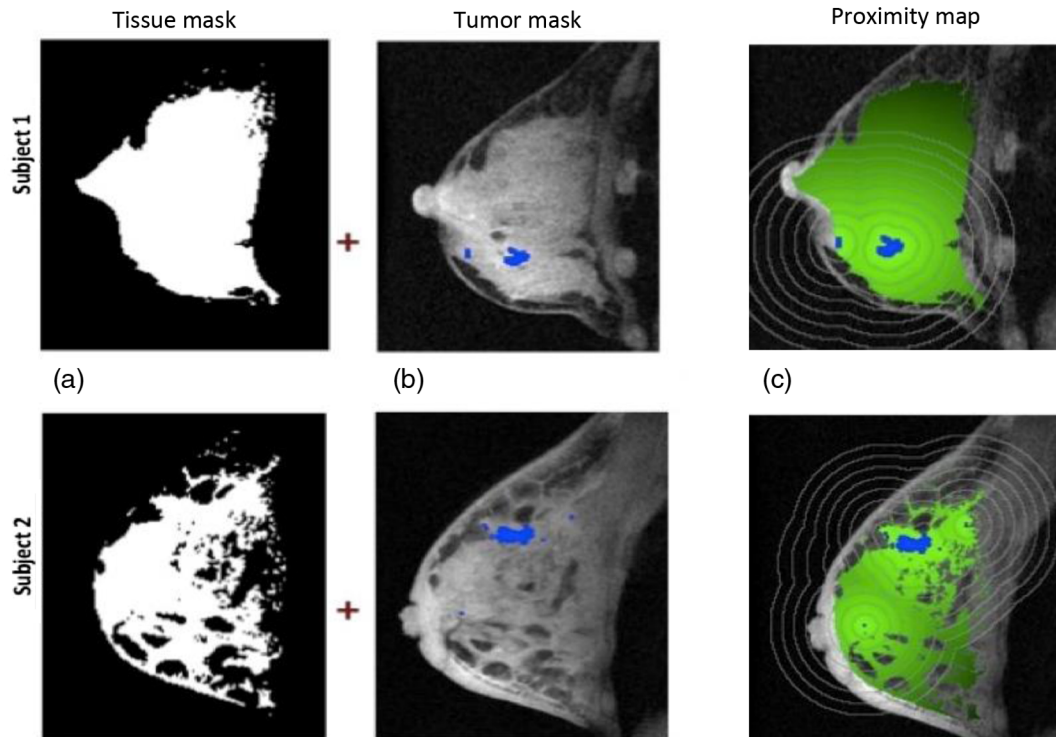 Tissue mask
Tumor mask
Proximity map
Subject 1
+
(a)
(b)
(c)
Subject 2
+